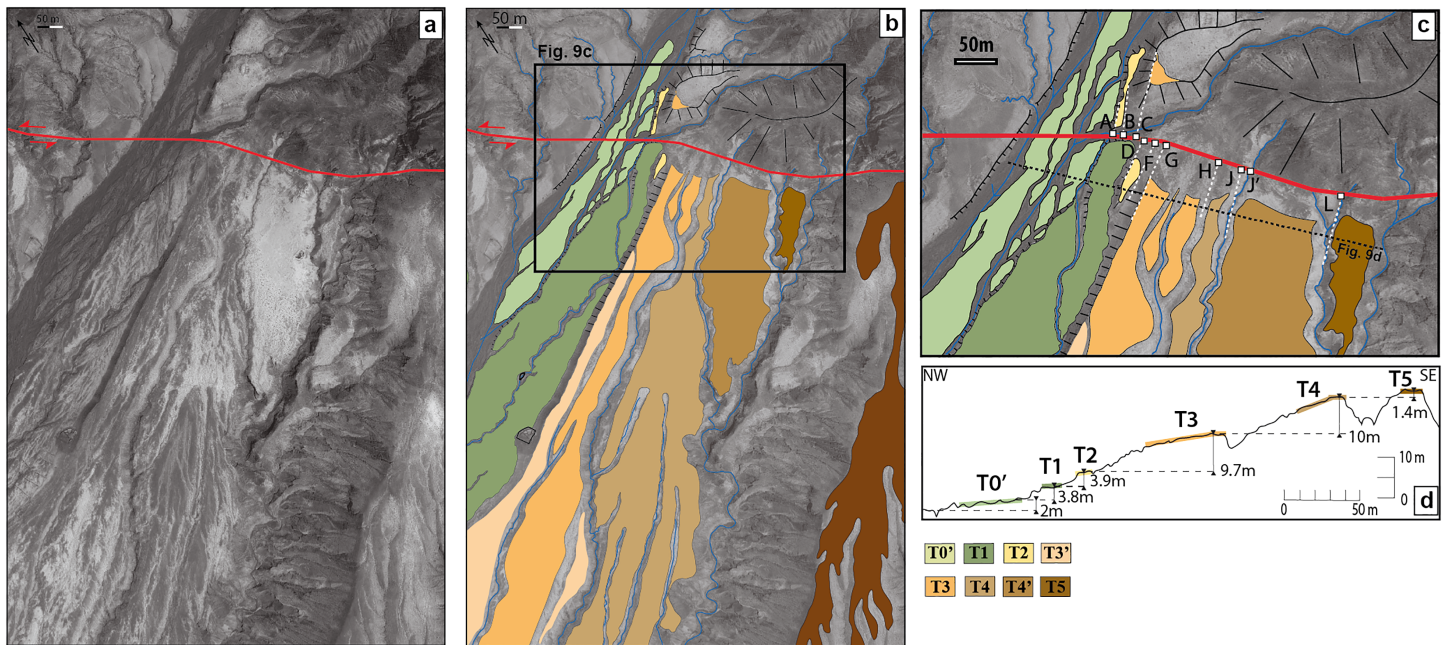 50 m
N
a
50 m
N
Fig. 9c
b
50m
c
A
B
C
D
F
G
H
J
J'
L
Fig. 9d
NW
SE
T0’
T1
T2
T3
T4
T5
2m
3.8m
3.9m
9.7m
10m
1.4m
10 m
0
0
50 m
d
T0’ T1 T2 T3’
T3 T4 T4’ T5